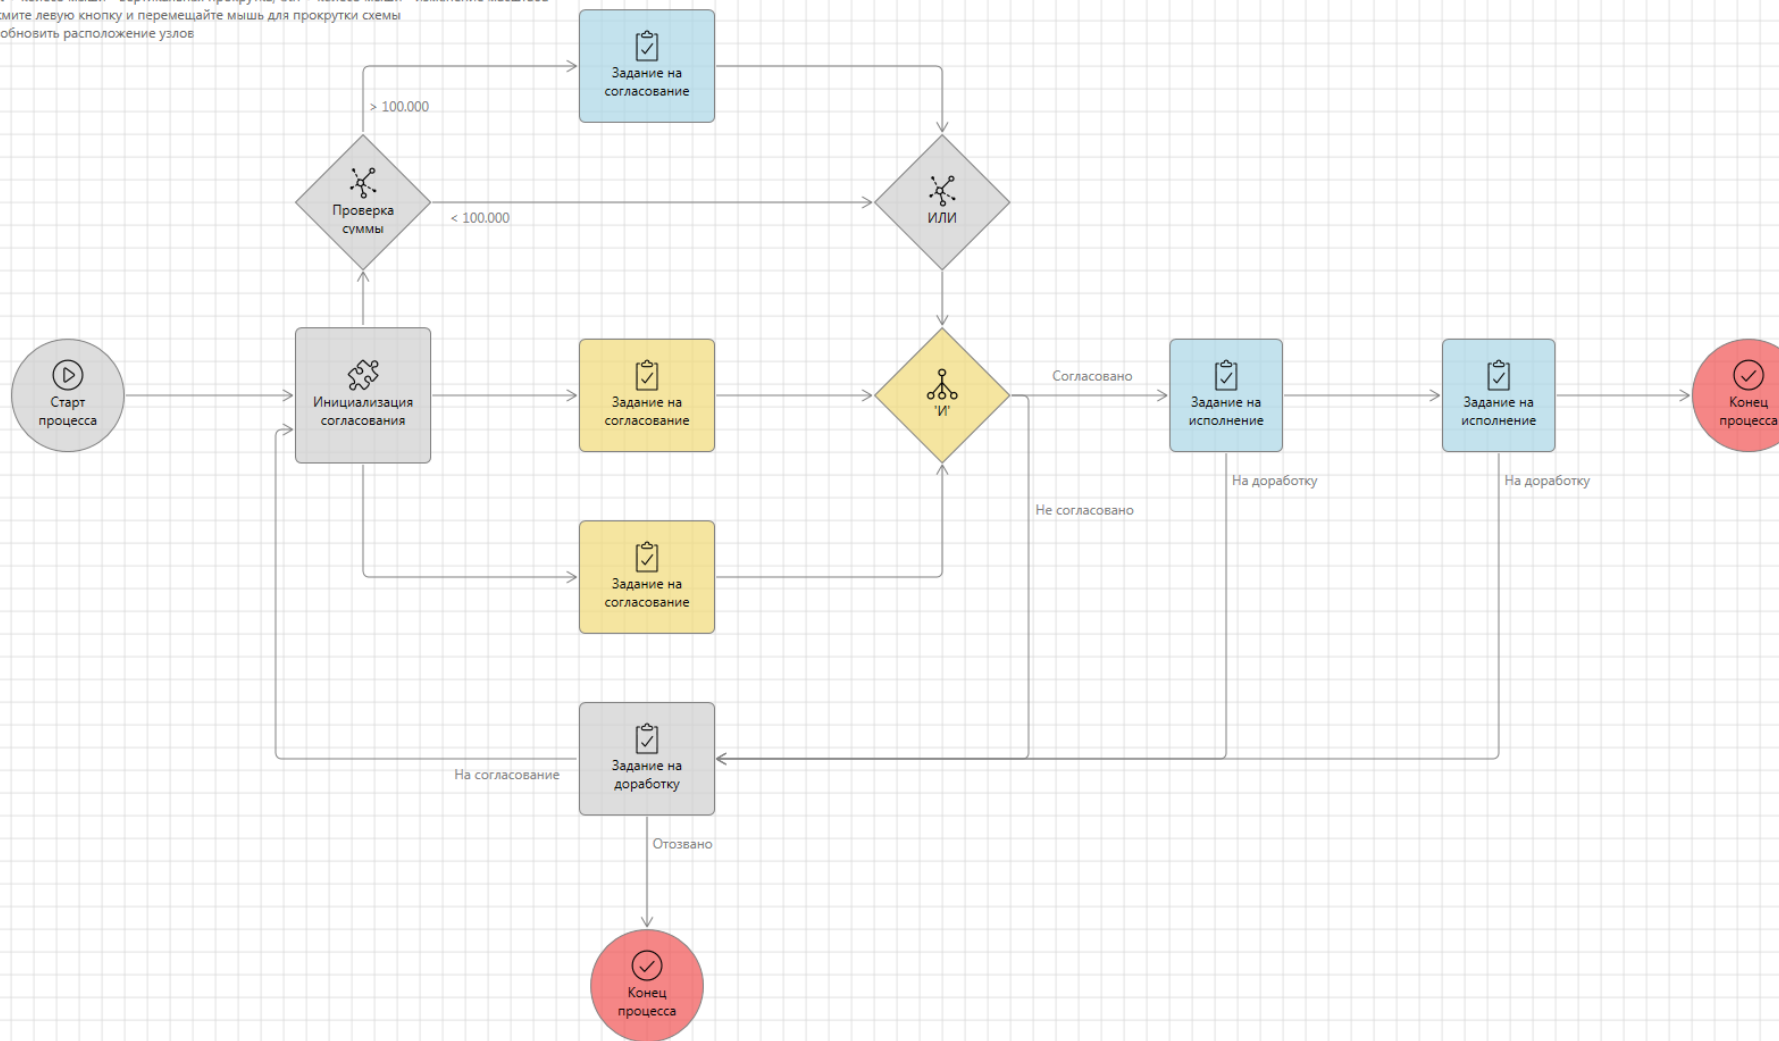 жмите левую кнопку и перемещайте мышь для прокрутки схемы
обновить расположение узлов
Задание на
согласование
> 100.000
Проверка
суммы
< 100.000
ИЛИ
Старт
процесса
Инициализация
согласования
Задание на
согласование
'И'
Согласовано
Задание на
исполнение
Задание на
исполнение
Конец
процесса
На доработку
На доработку
Не согласовано
Задание на
согласование
Задание на
доработку
На согласование
Отозвано
Конец
процесса